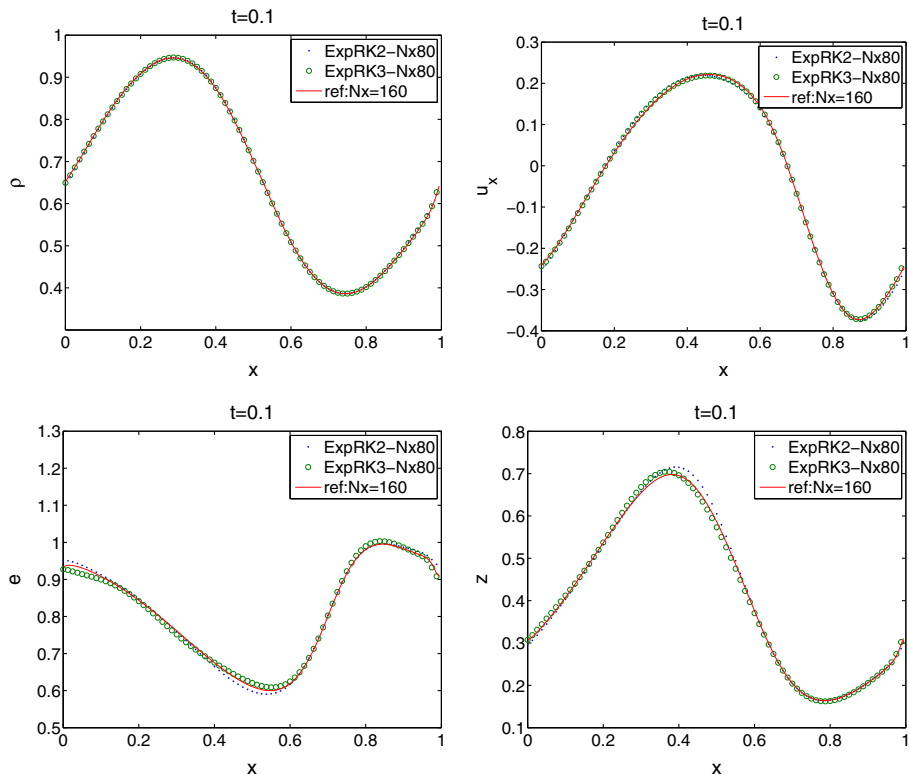 t=0.1
ExpRK2−Nx80
ExpRK3−Nx80
ref:Nx=160
1
0.9
0.8
0.7
0.6
0.5
0.4
ρ
0 0.2 0.4 0.6 0.8 1
x
t=0.1
ExpRK2−Nx80
ExpRK3−Nx80
ref:Nx=160
0.3
0.2
0.1
0
−0.1
−0.2
−0.3
−0.4
u_x
0 0.2 0.4 0.6 0.8 1
x
t=0.1
ExpRK2−Nx80
ExpRK3−Nx80
ref:Nx=160
1.3
1.2
1.1
1
0.9
0.8
0.7
0.6
0.5
e
0 0.2 0.4 0.6 0.8 1
x
t=0.1
ExpRK2−Nx80
ExpRK3−Nx80
ref:Nx=160
0.8
0.7
0.6
0.5
0.4
0.3
0.2
0.1
z
0 0.2 0.4 0.6 0.8 1
x